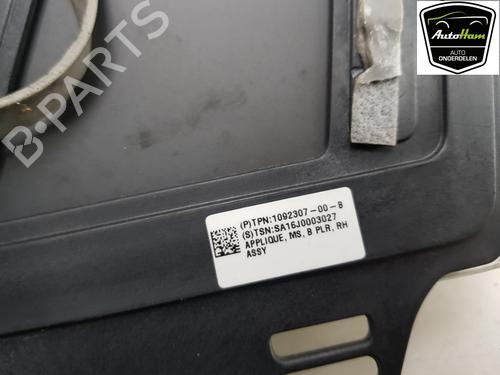 AutoHam
AUTO
ONDERDELEN
B-PARTS
(P)TPN:1092307-00-B
(S)TSN:SA16J0003027
APPLIQUE, MS, B PLR, RH
ASSY